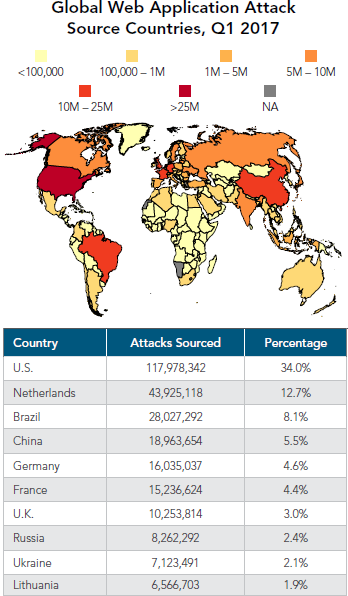 Global Web Application Attack
Source Countries, Q1 2017
<100,000 100,000 – 1M 1M – 5M 5M – 10M
10M – 25M >25M NA
Country Attacks Sourced Percentage
U.S. 117,978,342 34.0%
Netherlands 43,925,118 12.7%
Brazil 28,027,292 8.1%
China 18,963,654 5.5%
Germany 16,035,037 4.6%
France 15,236,624 4.4%
U.K. 10,253,814 3.0%
Russia 8,262,292 2.4%
Ukraine 7,123,491 2.1%
Lithuania 6,566,703 1.9%